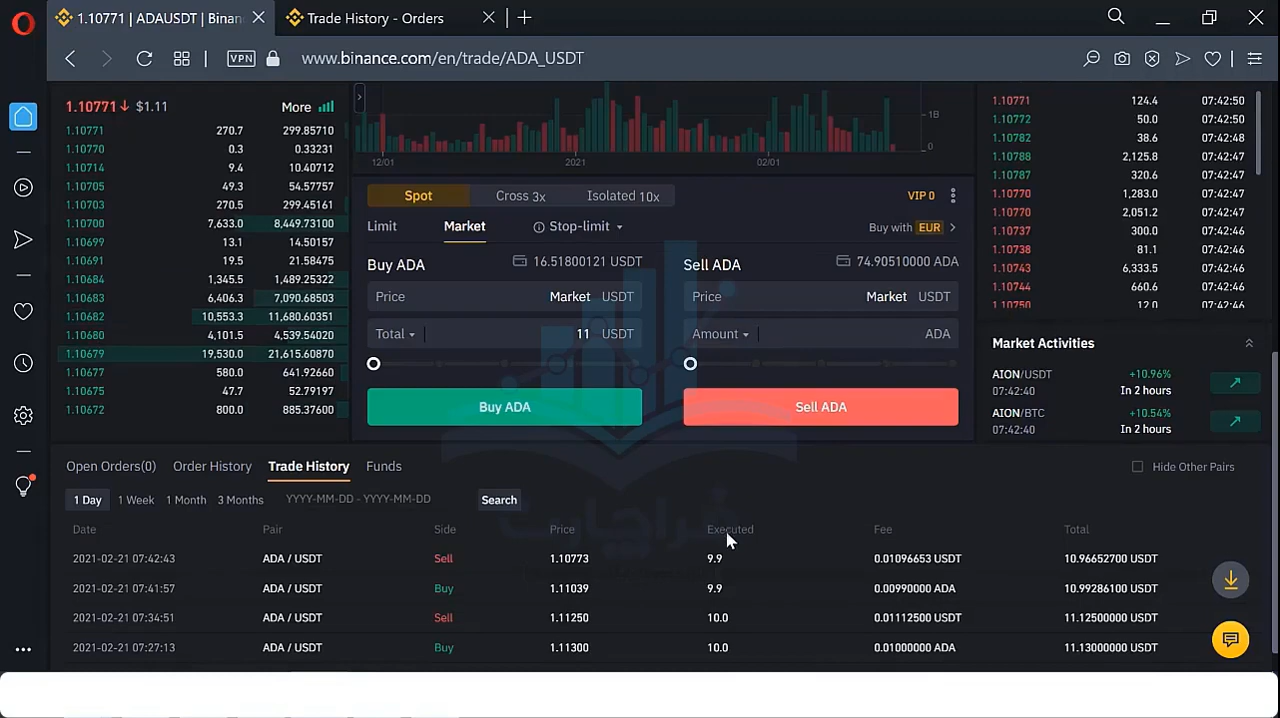 1.10771 | ADAUSDT | Binan
Trade History - Orders
VPN
www.binance.com/en/trade/ADA_USDT
1.10771↓ $1.11 More
1.10771 270.7 299.85710
1.10770 0.3 0.33231
1.10714 9.4 10.40712
1.10705 49.3 54.57757
1.10703 270.5 299.45161
1.10700 7,633.0 8,449.73100
1.10699 13.1 14.50157
1.10691 19.5 21.58475
1.10684 1,345.5 1,489.25322
1.10683 6,406.3 7,090.68503
1.10682 10,553.3 11,680.60351
1.10680 4,101.5 4,539.54020
1.10679 19,530.0 21,615.60870
1.10677 580.0 641.92660
1.10675 47.7 52.79197
1.10672 800.0 885.37600
1B
0
12/01 2021 02/01
Spot Cross 3x Isolated 10x VIP 0
Limit Market Stop-limit Buy with EUR
Buy ADA 16.51800121 USDT
Price Market USDT
Total 11 USDT
Buy ADA
Sell ADA 74.90510000 ADA
Price Market USDT
Amount ADA
Sell ADA
1.10771 124.4 07:42:50
1.10772 50.0 07:42:50
1.10782 38.6 07:42:48
1.10788 2,125.8 07:42:47
1.10787 320.6 07:42:47
1.10770 1,283.0 07:42:47
1.10770 2,051.2 07:42:47
1.10737 300.0 07:42:47
1.10738 81.1 07:42:46
1.10743 6,333.5 07:42:46
1.10744 660.6 07:42:46
1.10750 12.0 07:42:46
Market Activities
AION/USDT +10.96%
07:42:40 In 2 hours
AION/BTC +10.54%
07:42:40 In 2 hours
Open Orders(0) Order History Trade History Funds Hide Other Pairs
1 Day 1 Week 1 Month 3 Months YYYY-MM-DD - YYYY-MM-DD Search
فراچارت
Date Pair Side Price Executed Fee Total
2021-02-21 07:42:43 ADA / USDT Sell 1.10773 9.9 0.01096653 USDT 10.96652700 USDT
2021-02-21 07:41:57 ADA / USDT Buy 1.11039 9.9 0.00990000 ADA 10.99286100 USDT
2021-02-21 07:34:51 ADA / USDT Sell 1.11250 10.0 0.01112500 USDT 11.12500000 USDT
2021-02-21 07:27:13 ADA / USDT Buy 1.11300 10.0 0.01000000 ADA 11.13000000 USDT